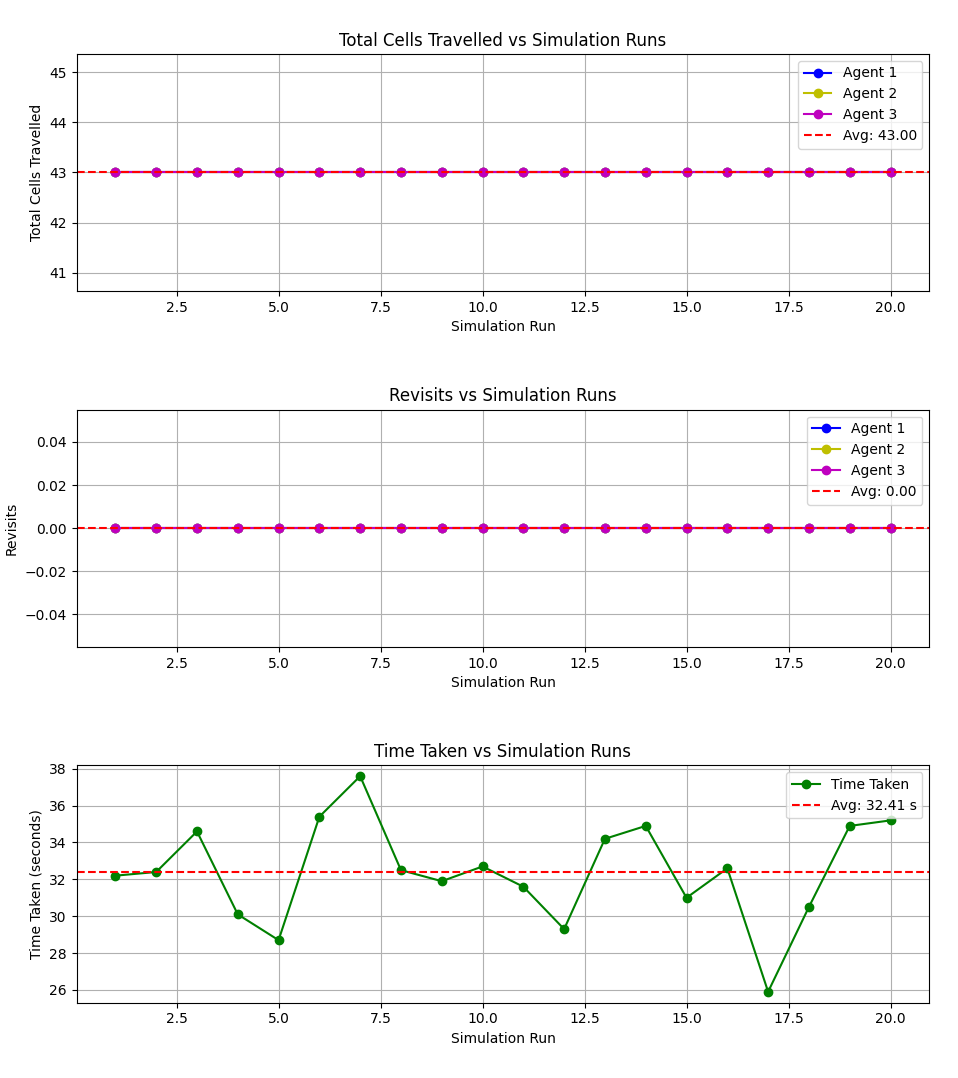 Total Cells Travelled vs Simulation Runs
Total Cells Travelled
45
44
43
42
41
Agent 1
Agent 2
Agent 3
Avg: 43.00
2.5 5.0 7.5 10.0 12.5 15.0 17.5 20.0
Simulation Run
Revisits vs Simulation Runs
Revisits
0.04
0.02
0.00
−0.02
−0.04
Agent 1
Agent 2
Agent 3
Avg: 0.00
2.5 5.0 7.5 10.0 12.5 15.0 17.5 20.0
Simulation Run
Time Taken vs Simulation Runs
Time Taken (seconds)
38
36
34
32
30
28
26
Time Taken
Avg: 32.41 s
2.5 5.0 7.5 10.0 12.5 15.0 17.5 20.0
Simulation Run